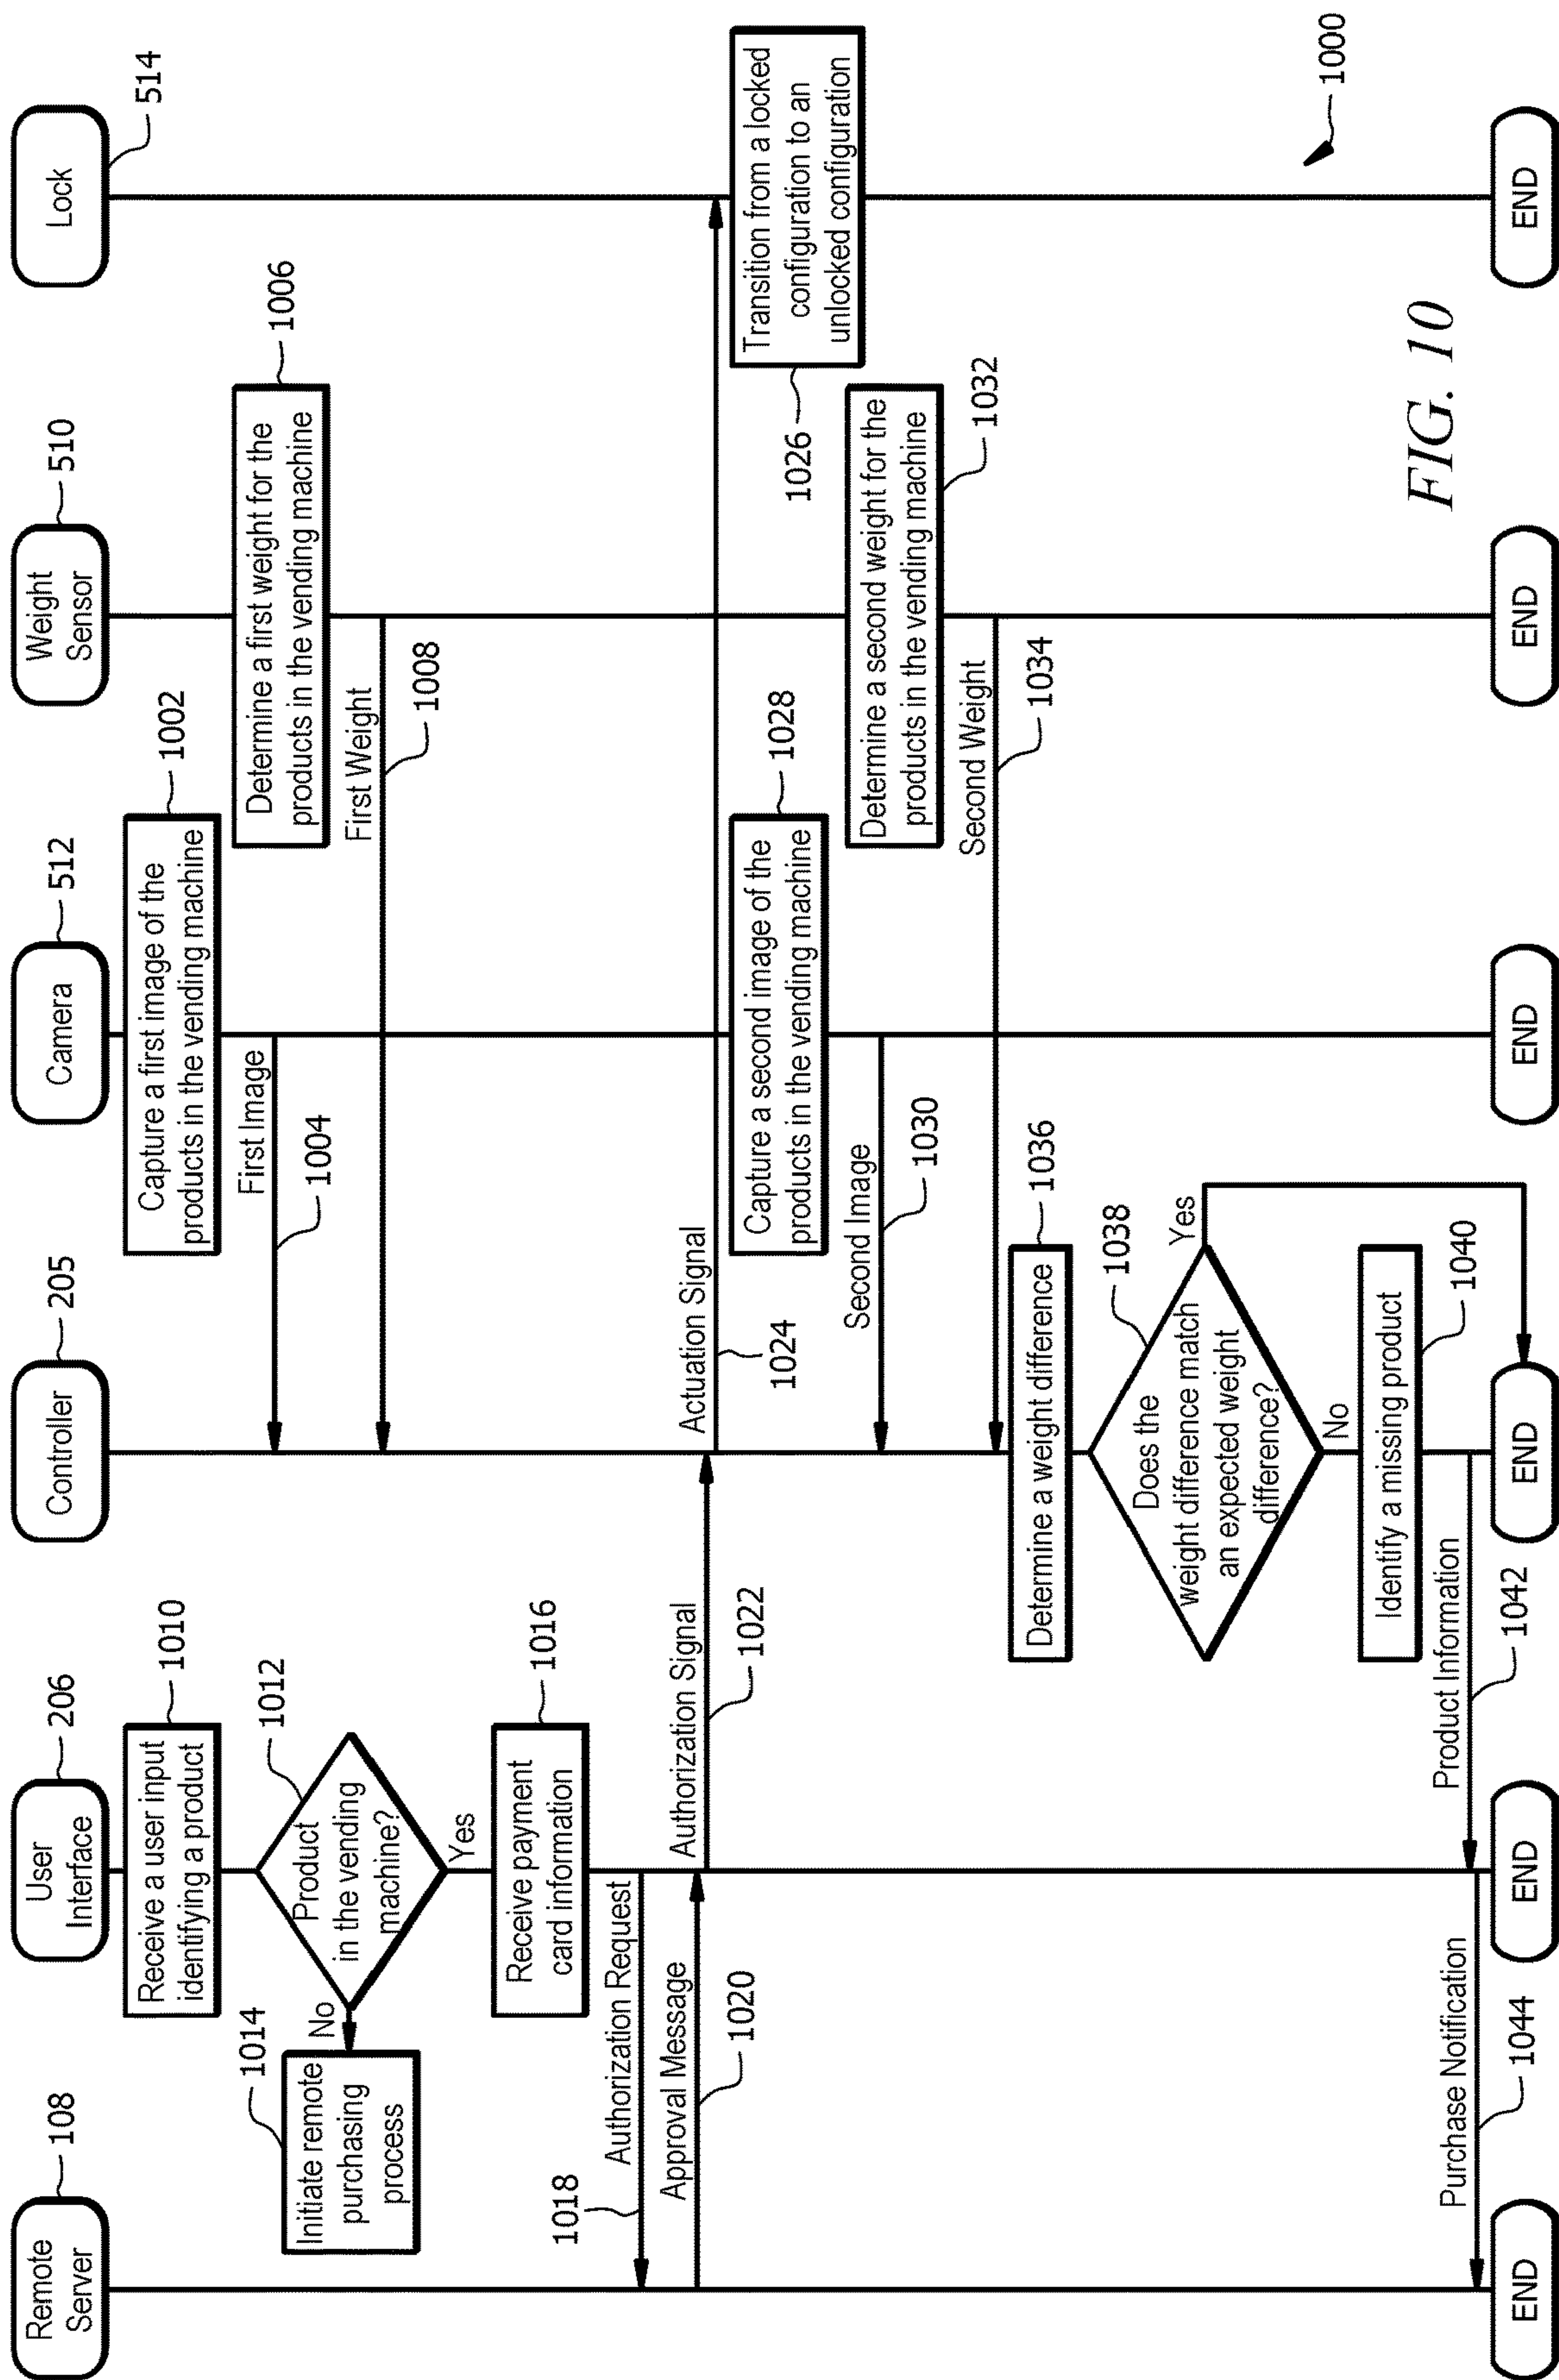 Remote
Server
108
User
Interface
206
Controller
205
Camera
512
Weight
Sensor
510
Lock
514
Receive a user input
identifying a product
1010
Capture a first image of the
products in the vending machine
1002
Product
in the vending
machine?
1012
No
Yes
1014
Initiate remote
purchasing
process
First Image
1004
Determine a first weight for the
products in the vending machine
1006
First Weight
1008
Receive payment
card information
1016
1018
Authorization Request
Approval Message
1020
Authorization Signal
1022
Actuation Signal
1024
Transition from a locked
configuration to an
unlocked configuration
1026
Capture a second image of the
products in the vending machine
1028
Second Image
1030
Determine a second weight for the
products in the vending machine
1032
Second Weight
1034
Determine a weight difference
1036
Does the
weight difference match
an expected weight
difference?
1038
Yes
No
Identify a missing product
1040
Product Information
1042
Purchase Notification
1044
END
END
END
END
END
END
1000
FIG. 10